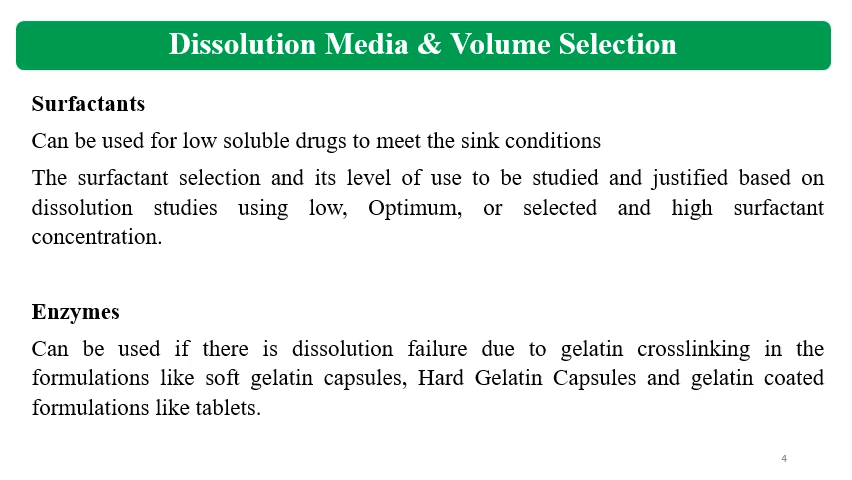 Dissolution Media & Volume Selection
Surfactants
Can be used for low soluble drugs to meet the sink conditions
The surfactant selection and its level of use to be studied and justified based on
dissolution studies using low, Optimum, or selected and high surfactant
concentration.
Enzymes
Can be used if there is dissolution failure due to gelatin crosslinking in the
formulations like soft gelatin capsules, Hard Gelatin Capsules and gelatin coated
formulations like tablets.
4